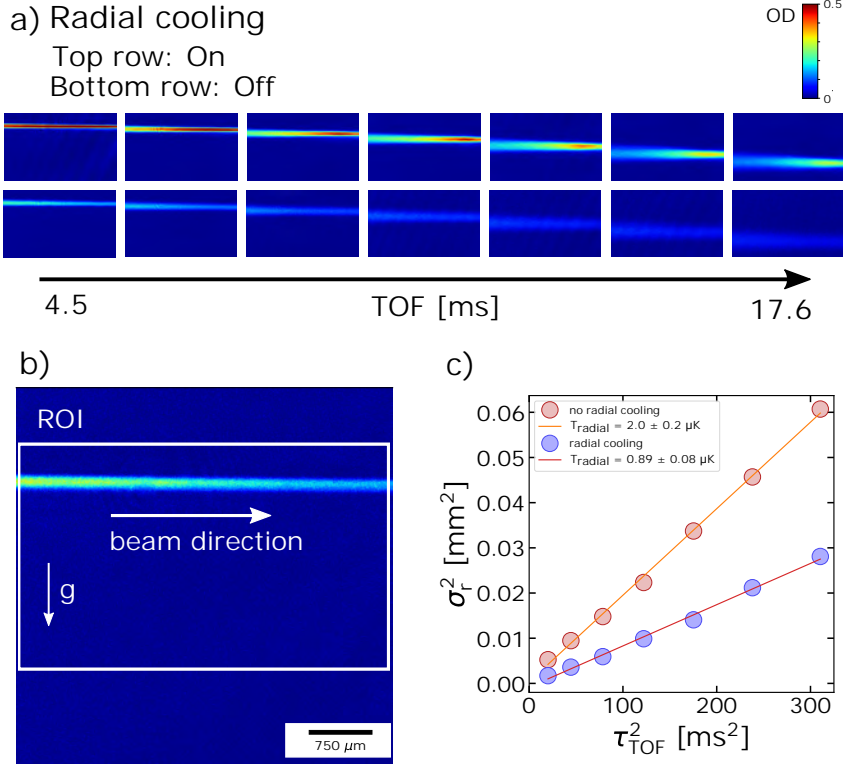 a) Radial cooling
Top row: On
Bottom row: Off
OD
0.5
0
4.5
TOF [ms]
17.6
b)
ROI
beam direction
g
750 μm
c)
no radial cooling
T_radial = 2.0 ± 0.2 μK
radial cooling
T_radial = 0.89 ± 0.08 μK
0.06
0.05
0.04
0.03
0.02
0.01
0.00
σ_r^2 [mm^2]
0
100
200
300
τ_TOF^2 [ms^2]